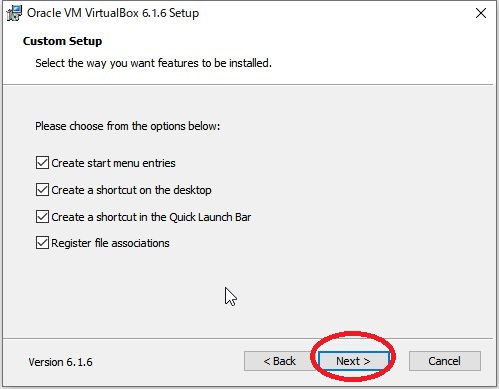 Oracle VM VirtualBox 6.1.6 Setup
Custom Setup
Select the way you want features to be installed.
Please choose from the options below:
Create start menu entries
Create a shortcut on the desktop
Create a shortcut in the Quick Launch Bar
Register file associations
Version 6.1.6
< Back
Next >
Cancel